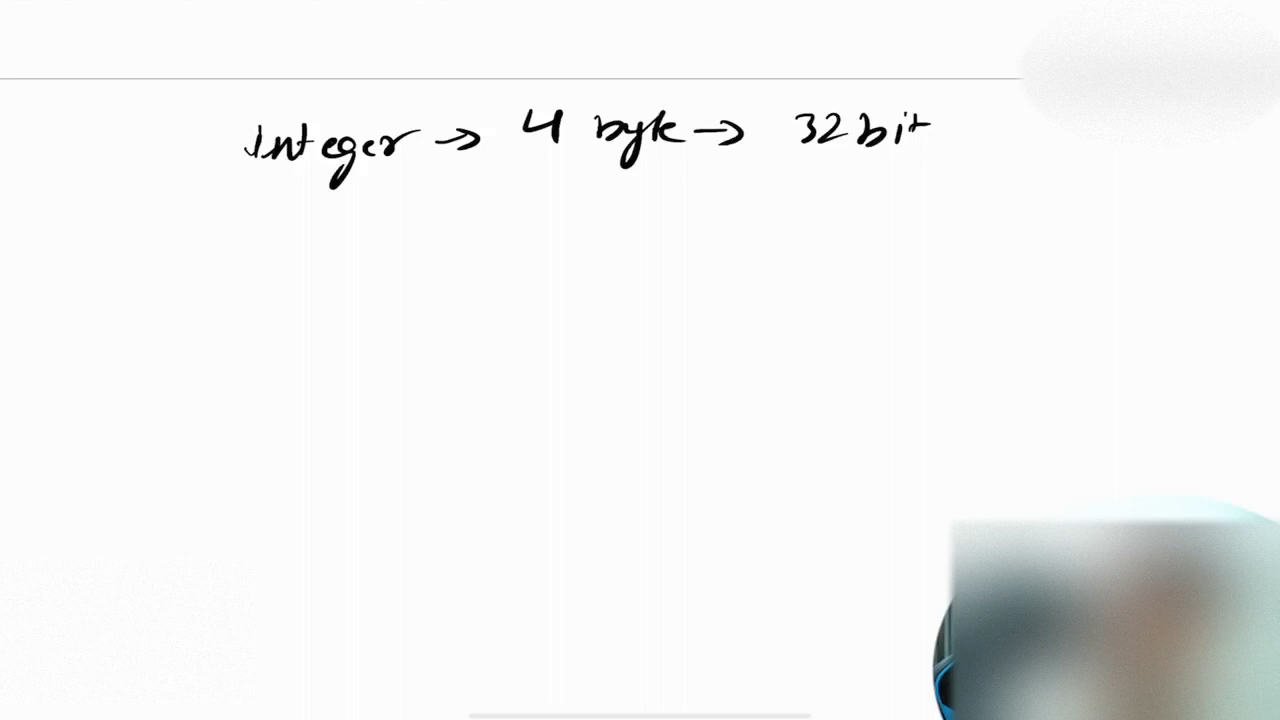 Integer → 4 byte → 32 bit